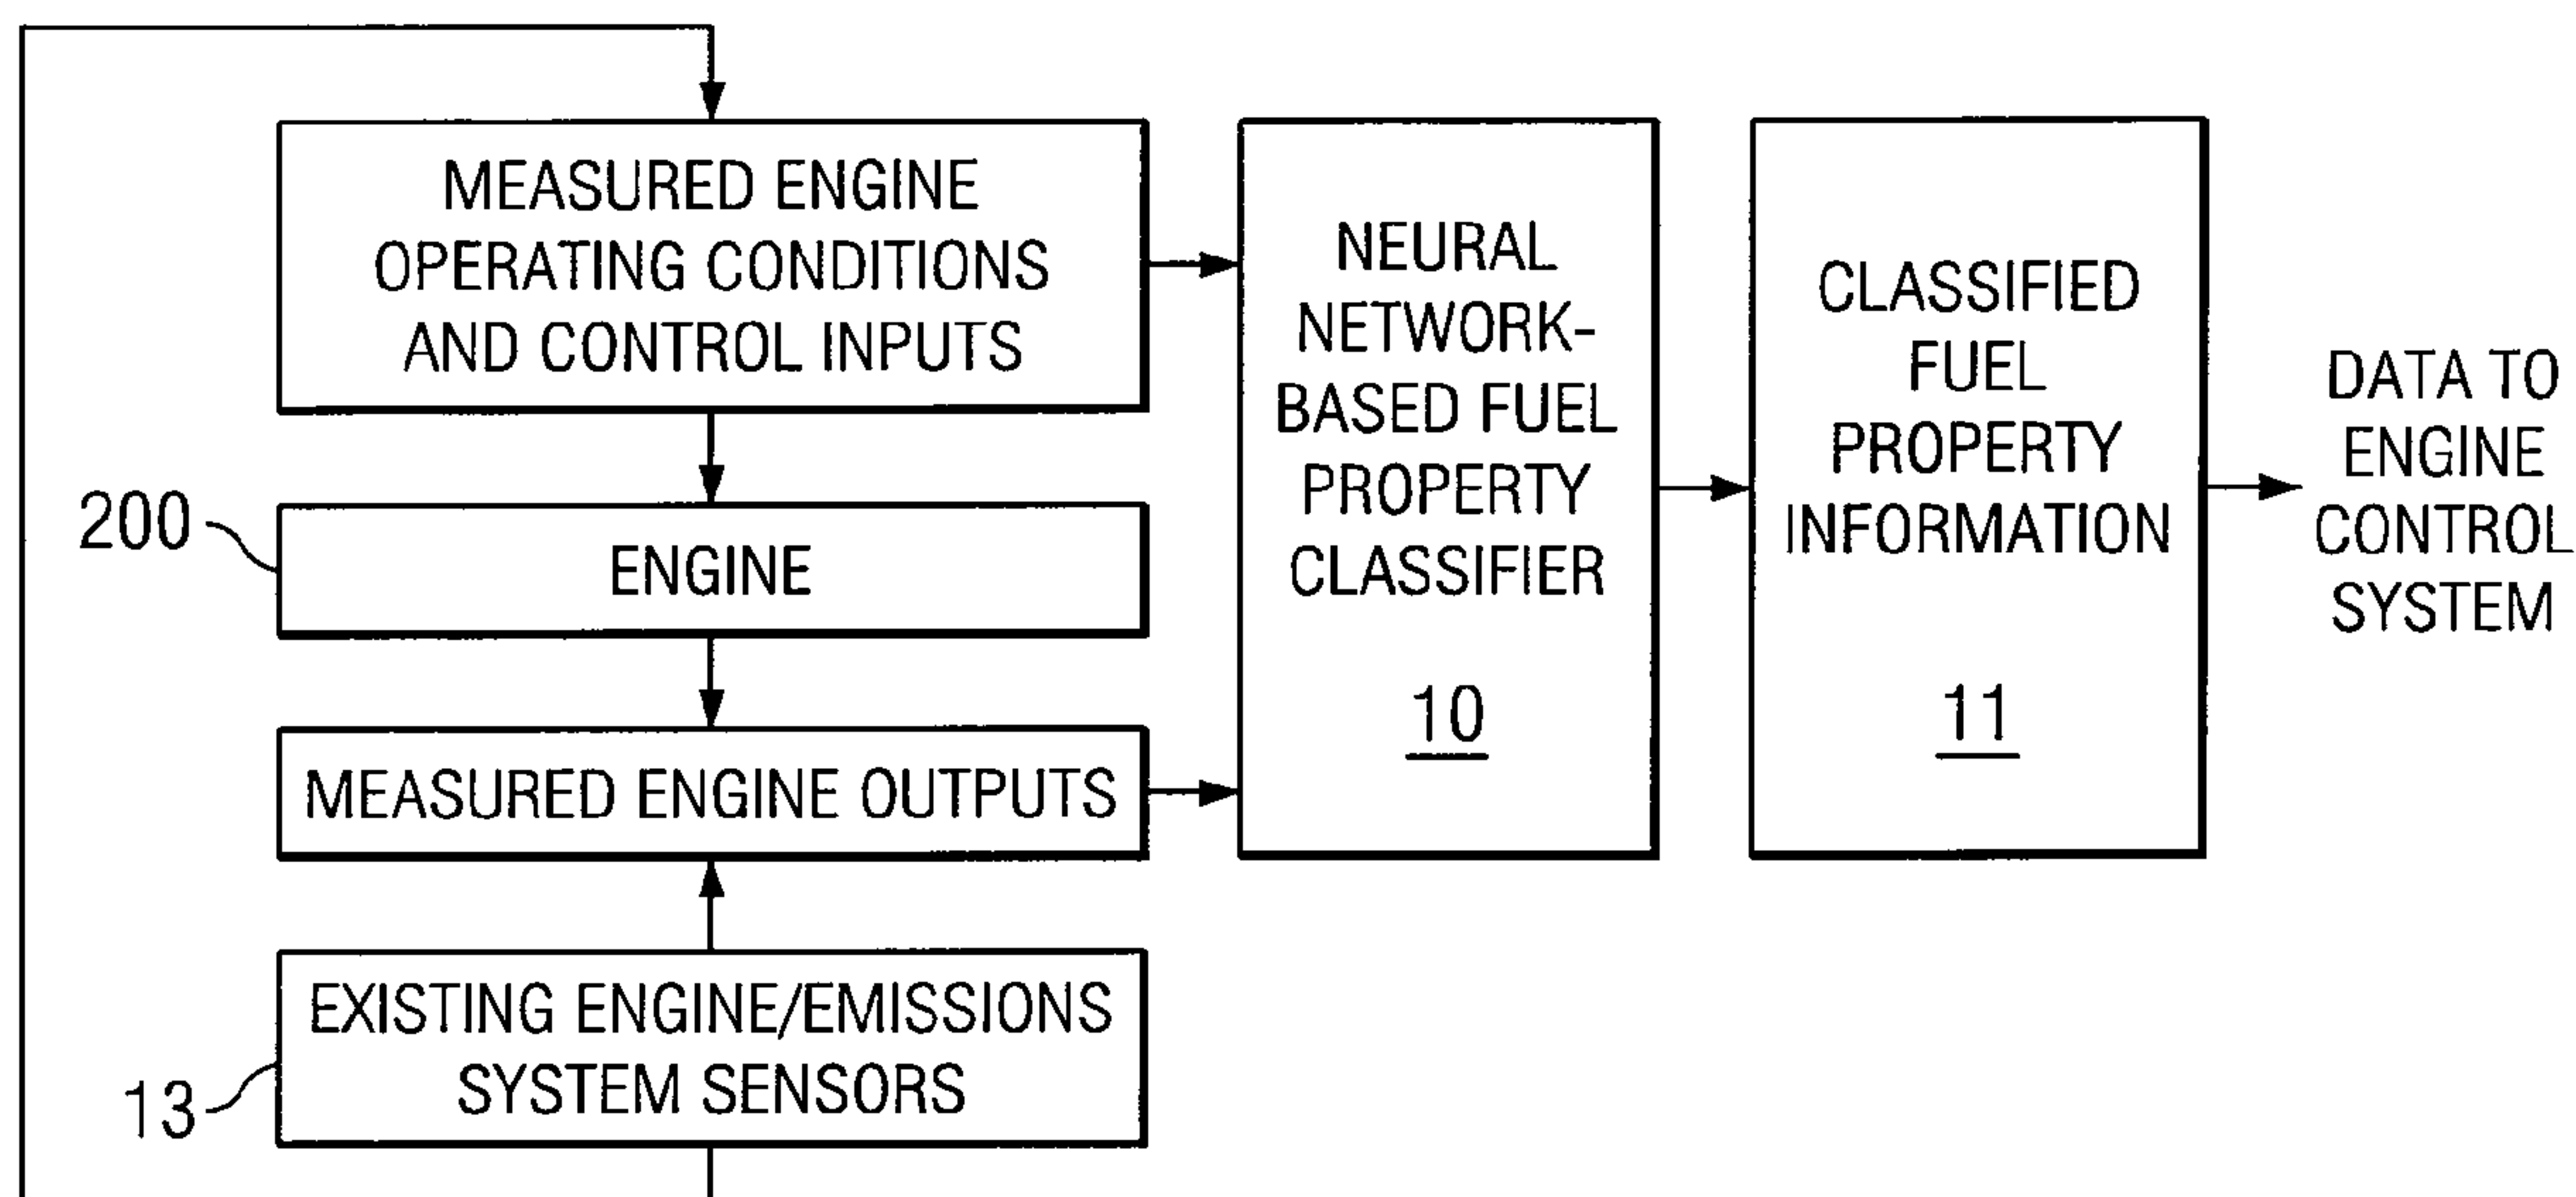 MEASURED ENGINE
OPERATING CONDITIONS
AND CONTROL INPUTS
200
ENGINE
MEASURED ENGINE OUTPUTS
EXISTING ENGINE/EMISSIONS
SYSTEM SENSORS
13
NEURAL
NETWORK-
BASED FUEL
PROPERTY
CLASSIFIER
10
CLASSIFIED
FUEL
PROPERTY
INFORMATION
11
DATA TO
ENGINE
CONTROL
SYSTEM